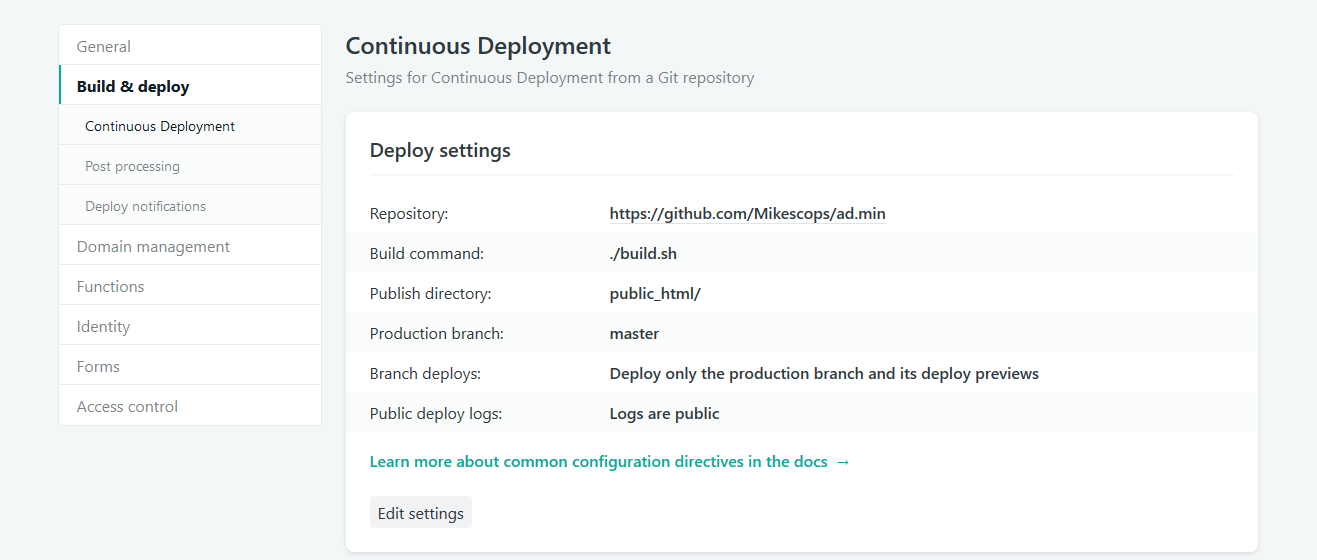 General
Build & deploy
Continuous Deployment
Post processing
Deploy notifications
Domain management
Functions
Identity
Forms
Access control
Continuous Deployment
Settings for Continuous Deployment from a Git repository
Deploy settings
Repository: https://github.com/Mikescops/ad.min
Build command: ./build.sh
Publish directory: public_html/
Production branch: master
Branch deploys: Deploy only the production branch and its deploy previews
Public deploy logs: Logs are public
Learn more about common configuration directives in the docs →
Edit settings